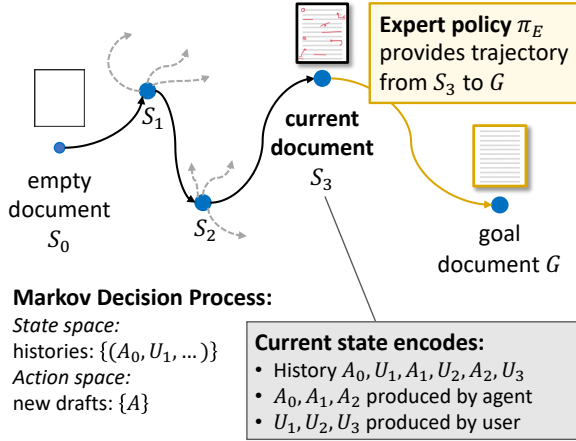 Expert policy π_E
provides trajectory
from S₃ to G
S₁
current
document
S₃
empty
document
S₀
S₂
goal
document G
Markov Decision Process:
State space:
histories: {(A₀, U₁, … )}
Action space:
new drafts: {A}
Current state encodes:
• History A₀, U₁, A₁, U₂, A₂, U₃
• A₀, A₁, A₂ produced by agent
• U₁, U₂, U₃ produced by user